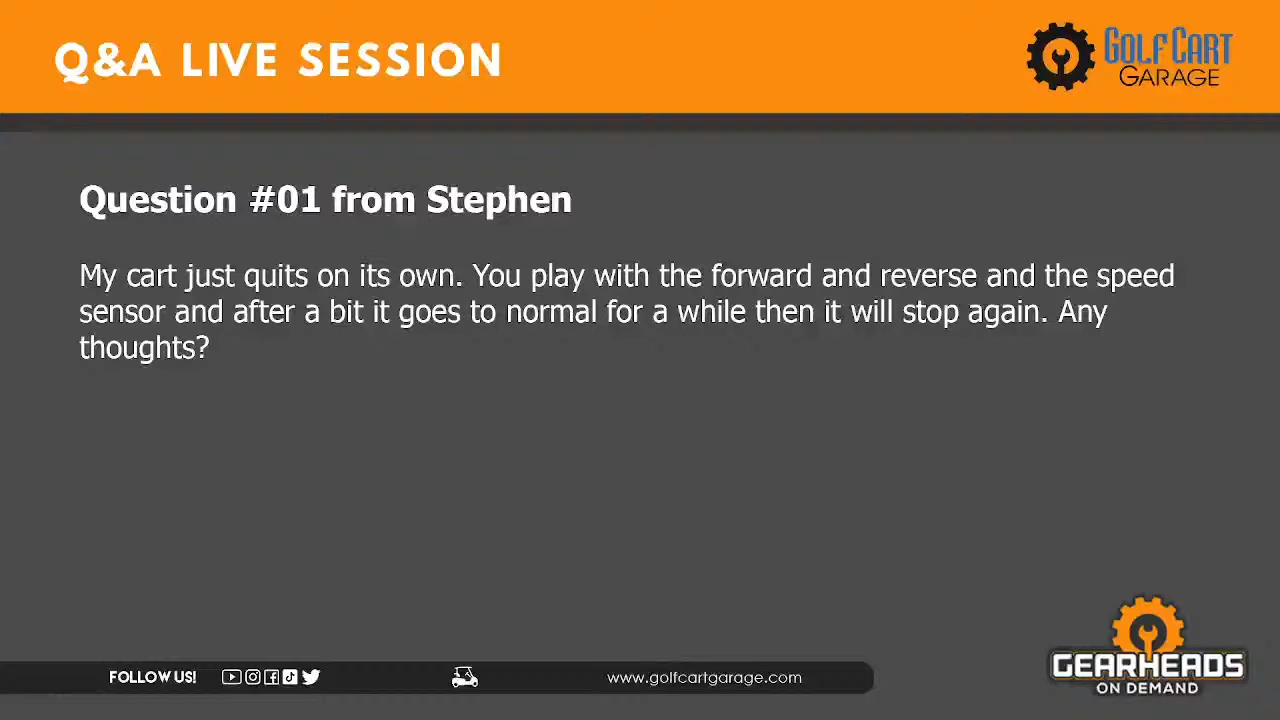 Q&A LIVE SESSION
GOLF CART
GARAGE
Question #01 from Stephen
My cart just quits on its own. You play with the forward and reverse and the speed
sensor and after a bit it goes to normal for a while then it will stop again. Any
thoughts?
GEARHEADS
ON DEMAND
FOLLOW US!
www.golfcartgarage.com